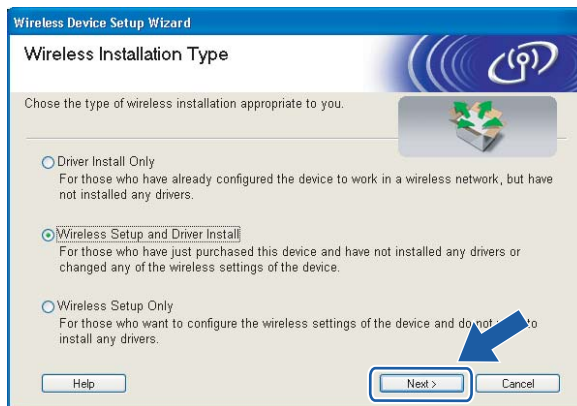 Wireless Device Setup Wizard
Wireless Installation Type
Chose the type of wireless installation appropriate to you.
Driver Install Only
For those who have already configured the device to work in a wireless network, but have
not installed any drivers.
Wireless Setup and Driver Install
For those who have just purchased this device and have not installed any drivers or
changed any of the wireless settings of the device.
Wireless Setup Only
For those who want to configure the wireless settings of the device and do not to
install any drivers.
Help
Next >
Cancel